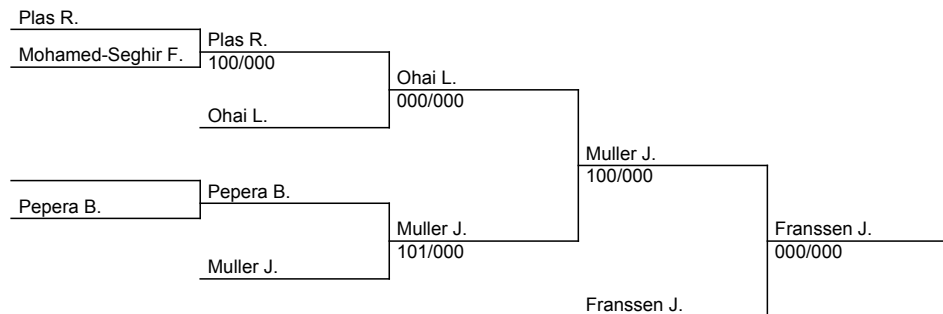 Plas R.
Mohamed-Seghir F.
Plas R.
100/000
Ohai L.
000/000
Ohai L.
Muller J.
100/000
Pepera B.
Pepera B.
Muller J.
101/000
Franssen J.
000/000
Muller J.
Franssen J.